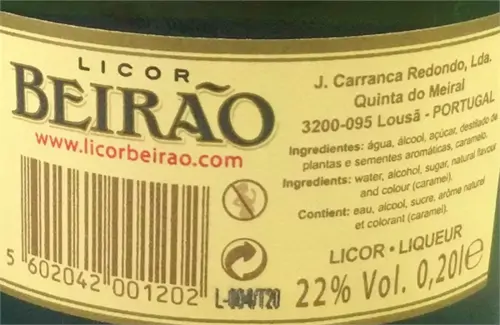 LICOR
BEIRÃO
www.licorbeirao.com
5 602042 001202
L-004/T20
J. Carranca Redondo, Lda.
Quinta do Meiral
3200-095 Lousã - PORTUGAL
Ingredientes: água, álcool, açúcar, destilado de
plantas e sementes aromáticas, caramelo.
Ingredients: water, alcohol, sugar, natural flavour
and colour (caramel).
Contient: eau, alcool, sucre, arôme naturel
et colorant (caramel).
LICOR • LIQUEUR
22% Vol. 0,20l℮